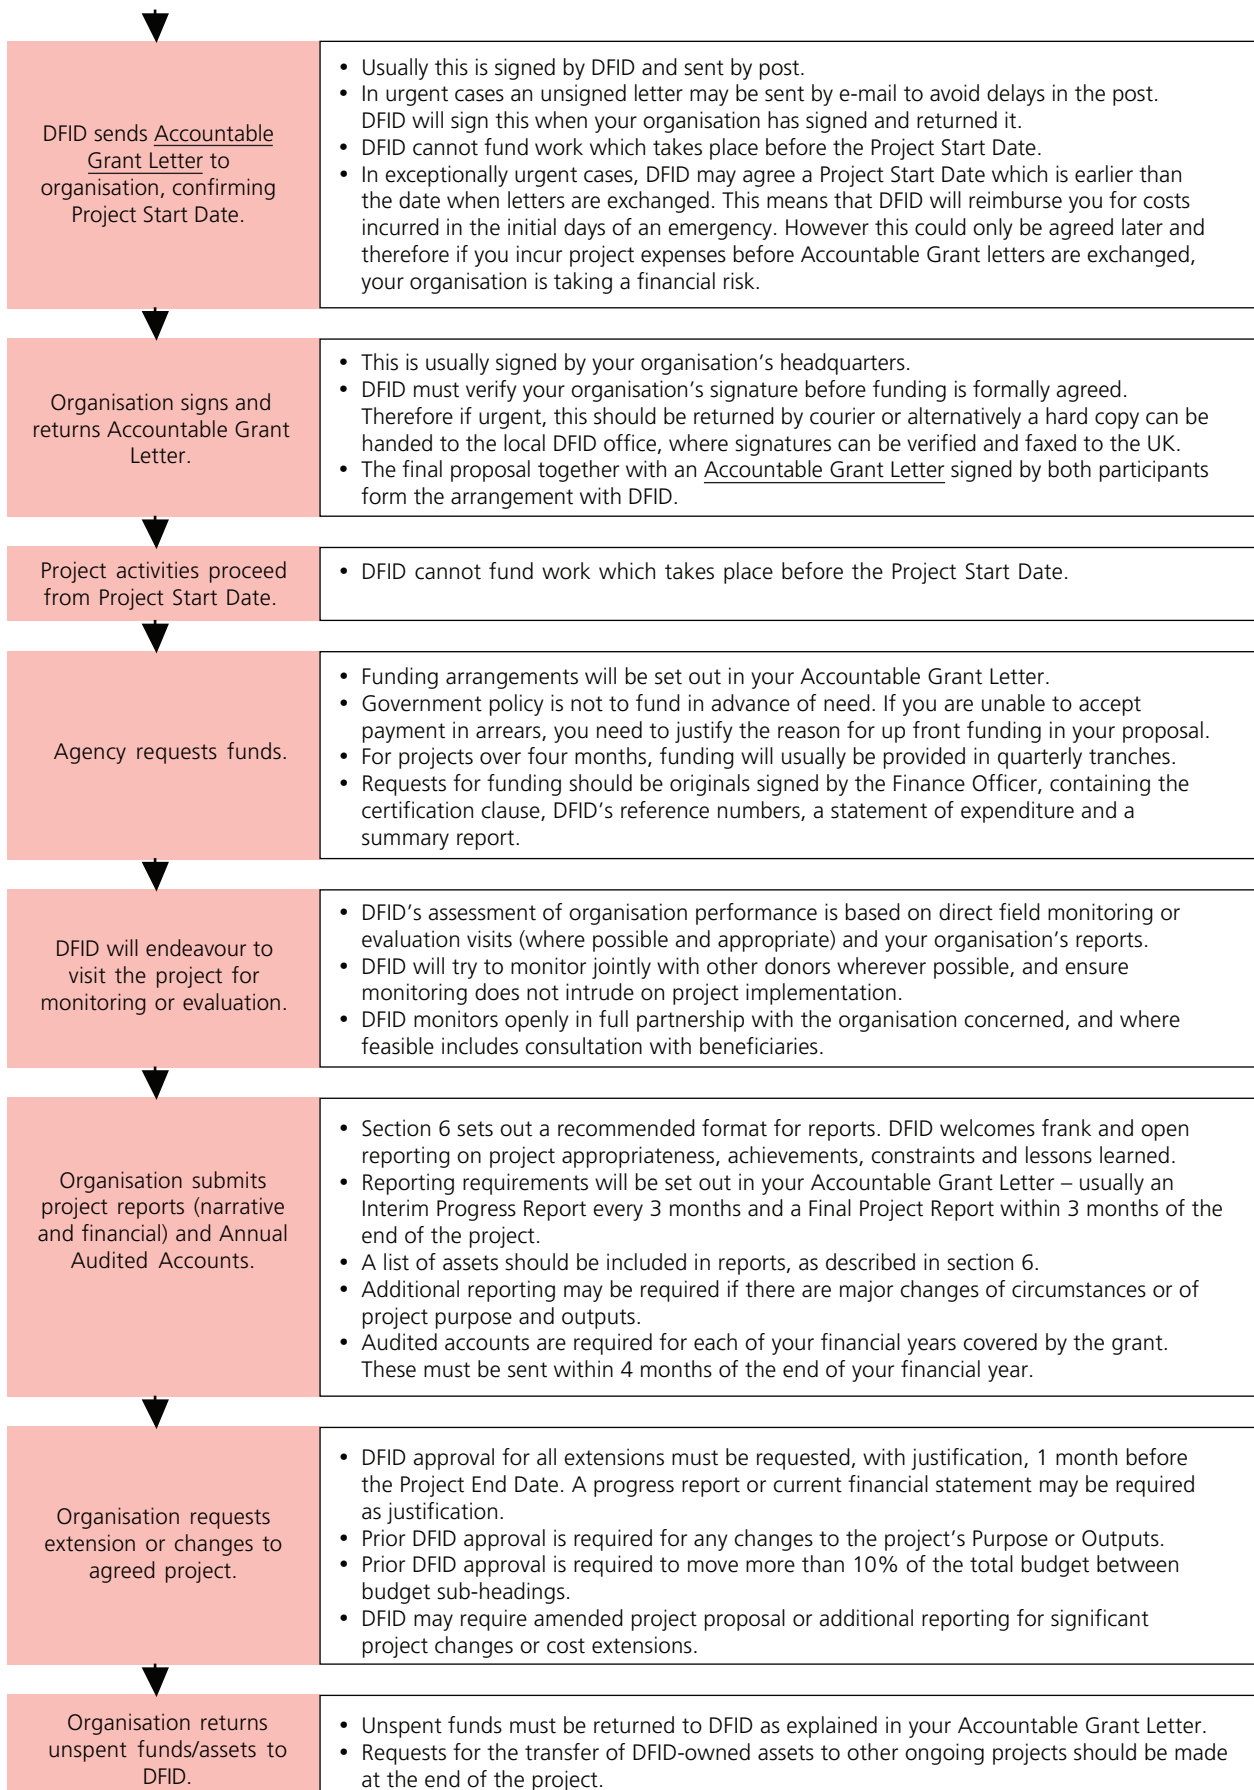 DFID sends Accountable
Grant Letter to
organisation, confirming
Project Start Date.
• Usually this is signed by DFID and sent by post.
• In urgent cases an unsigned letter may be sent by e-mail to avoid delays in the post.
DFID will sign this when your organisation has signed and returned it.
• DFID cannot fund work which takes place before the Project Start Date.
• In exceptionally urgent cases, DFID may agree a Project Start Date which is earlier than
the date when letters are exchanged. This means that DFID will reimburse you for costs
incurred in the initial days of an emergency. However this could only be agreed later and
therefore if you incur project expenses before Accountable Grant letters are exchanged,
your organisation is taking a financial risk.
Organisation signs and
returns Accountable Grant
Letter.
• This is usually signed by your organisation's headquarters.
• DFID must verify your organisation's signature before funding is formally agreed.
Therefore if urgent, this should be returned by courier or alternatively a hard copy can be
handed to the local DFID office, where signatures can be verified and faxed to the UK.
• The final proposal together with an Accountable Grant Letter signed by both participants
form the arrangement with DFID.
Project activities proceed
from Project Start Date.
• DFID cannot fund work which takes place before the Project Start Date.
Agency requests funds.
• Funding arrangements will be set out in your Accountable Grant Letter.
• Government policy is not to fund in advance of need. If you are unable to accept
payment in arrears, you need to justify the reason for up front funding in your proposal.
• For projects over four months, funding will usually be provided in quarterly tranches.
• Requests for funding should be originals signed by the Finance Officer, containing the
certification clause, DFID's reference numbers, a statement of expenditure and a
summary report.
DFID will endeavour to
visit the project for
monitoring or evaluation.
• DFID's assessment of organisation performance is based on direct field monitoring or
evaluation visits (where possible and appropriate) and your organisation's reports.
• DFID will try to monitor jointly with other donors wherever possible, and ensure
monitoring does not intrude on project implementation.
• DFID monitors openly in full partnership with the organisation concerned, and where
feasible includes consultation with beneficiaries.
Organisation submits
project reports (narrative
and financial) and Annual
Audited Accounts.
• Section 6 sets out a recommended format for reports. DFID welcomes frank and open
reporting on project appropriateness, achievements, constraints and lessons learned.
• Reporting requirements will be set out in your Accountable Grant Letter – usually an
Interim Progress Report every 3 months and a Final Project Report within 3 months of the
end of the project.
• A list of assets should be included in reports, as described in section 6.
• Additional reporting may be required if there are major changes of circumstances or of
project purpose and outputs.
• Audited accounts are required for each of your financial years covered by the grant.
These must be sent within 4 months of the end of your financial year.
Organisation requests
extension or changes to
agreed project.
• DFID approval for all extensions must be requested, with justification, 1 month before
the Project End Date. A progress report or current financial statement may be required
as justification.
• Prior DFID approval is required for any changes to the project's Purpose or Outputs.
• Prior DFID approval is required to move more than 10% of the total budget between
budget sub-headings.
• DFID may require amended project proposal or additional reporting for significant
project changes or cost extensions.
Organisation returns
unspent funds/assets to
DFID.
• Unspent funds must be returned to DFID as explained in your Accountable Grant Letter.
• Requests for the transfer of DFID-owned assets to other ongoing projects should be made
at the end of the project.